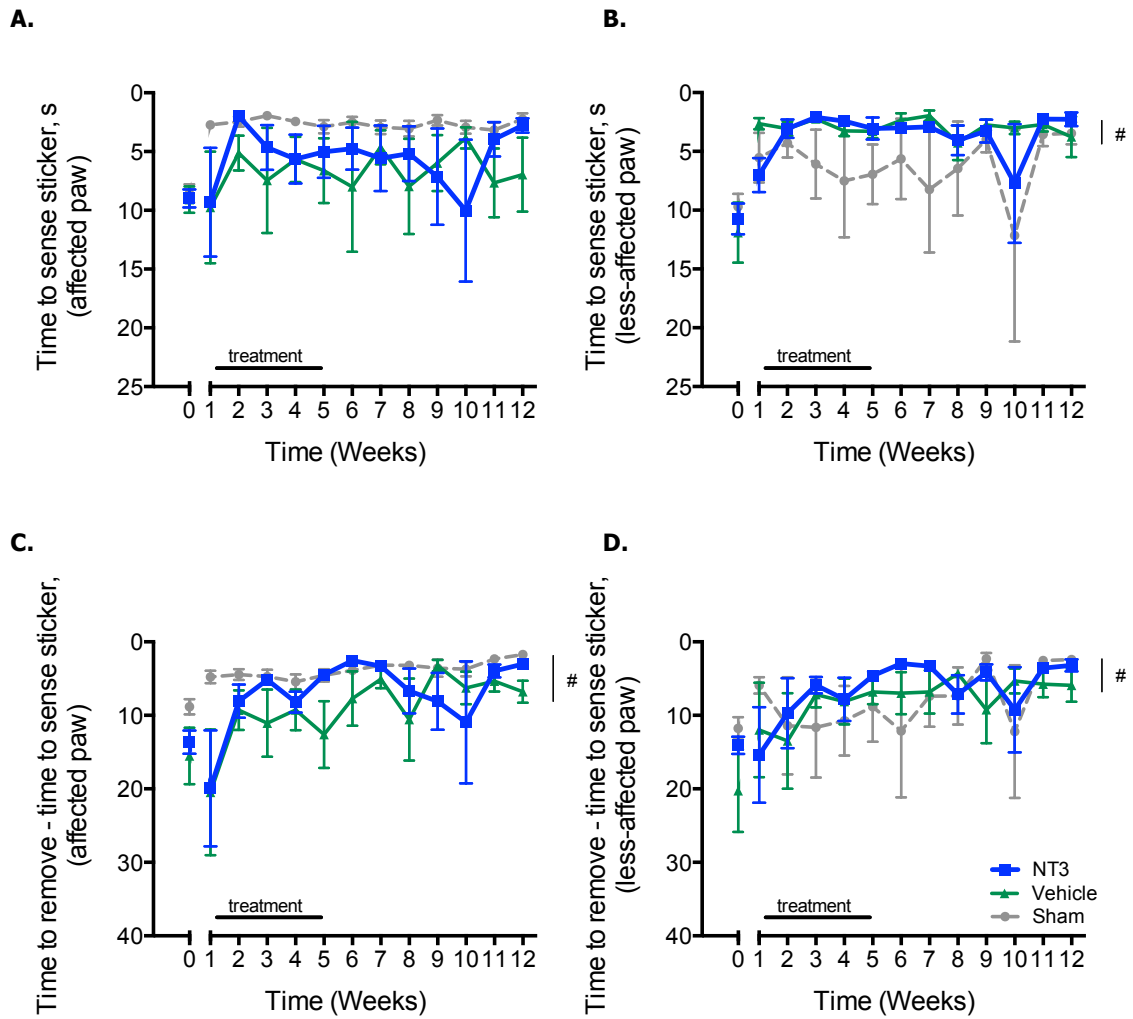 A.
Time to sense sticker, s
(affected paw)
0
5
10
15
20
25
treatment
0 1 2 3 4 5 6 7 8 9 10 11 12
Time (Weeks)
B.
Time to sense sticker, s
(less-affected paw)
0
5
10
15
20
25
#
treatment
0 1 2 3 4 5 6 7 8 9 10 11 12
Time (Weeks)
C.
Time to remove - time to sense sticker,
(affected paw)
0
10
20
30
40
#
treatment
0 1 2 3 4 5 6 7 8 9 10 11 12
Time (Weeks)
D.
Time to remove - time to sense sticker,
(less-affected paw)
0
10
20
30
40
#
NT3
Vehicle
Sham
treatment
0 1 2 3 4 5 6 7 8 9 10 11 12
Time (Weeks)